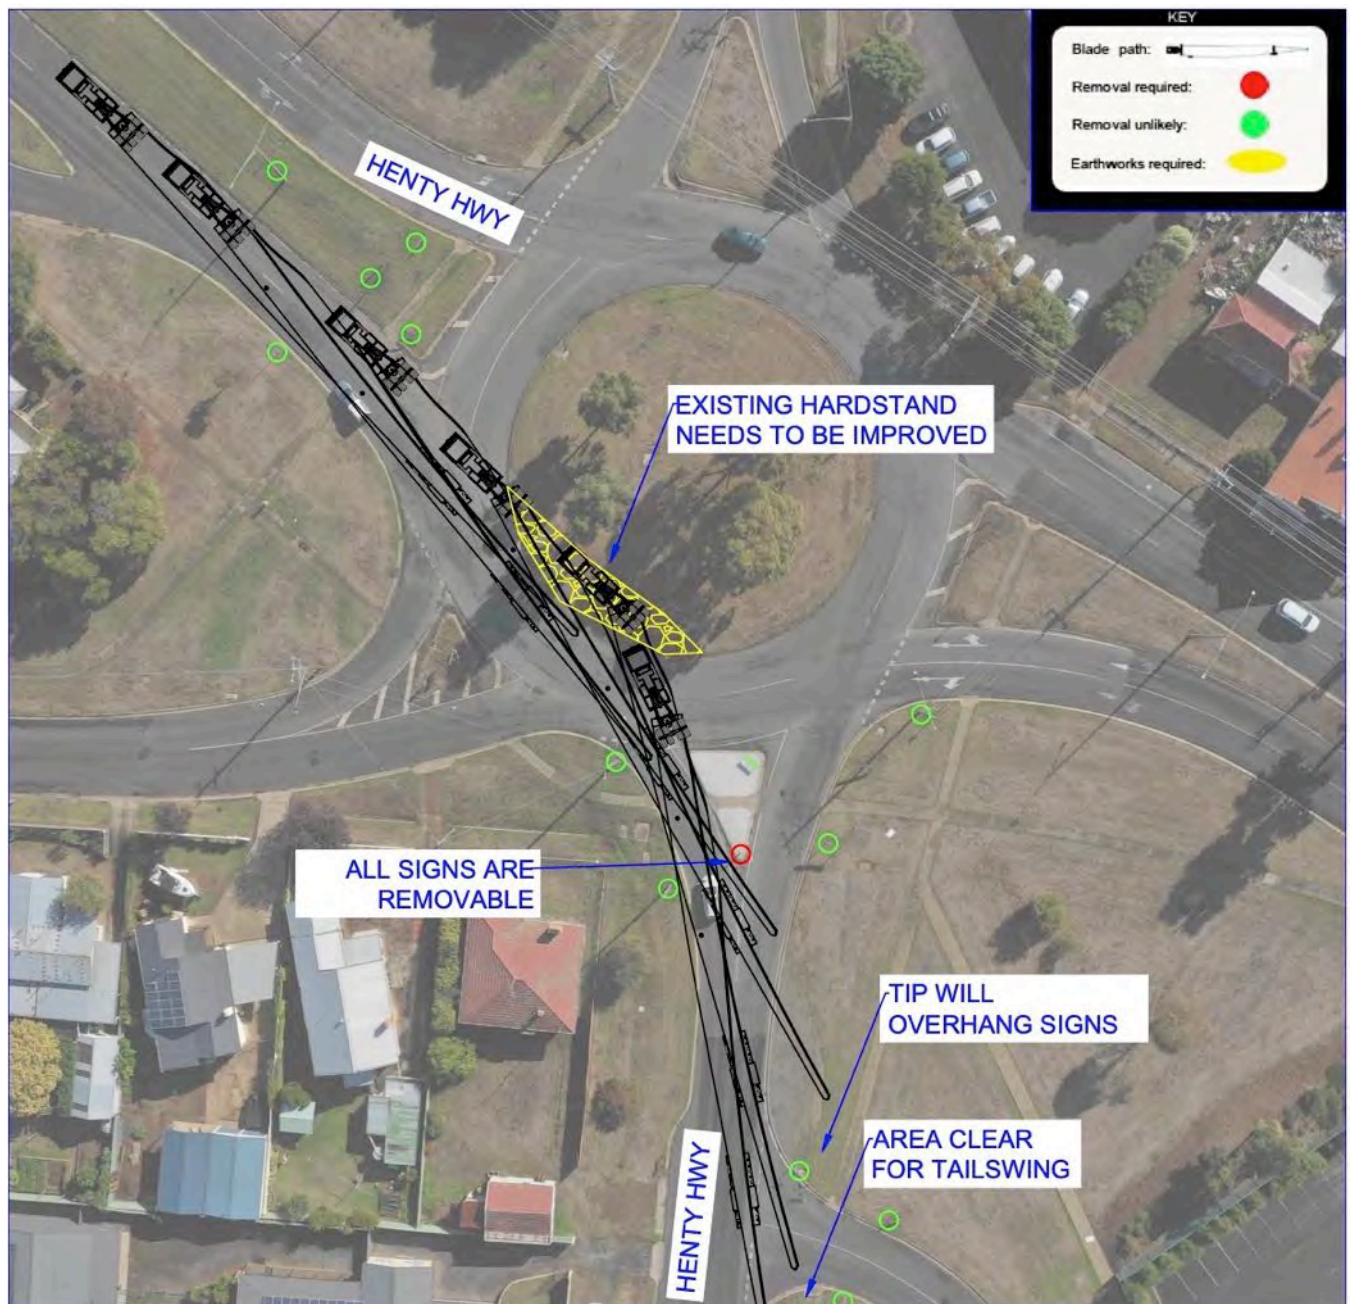 KEY
Blade path:
Removal required:
Removal unlikely:
Earthworks required:
HENTY HWY
EXISTING HARDSTAND
NEEDS TO BE IMPROVED
ALL SIGNS ARE
REMOVABLE
TIP WILL
OVERHANG SIGNS
AREA CLEAR
FOR TAILSWING
HENTY HWY